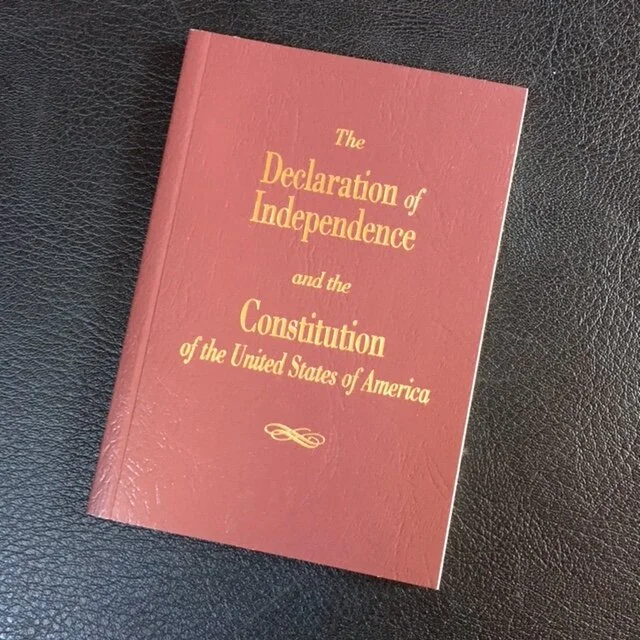 The
Declaration of
Independence
and the
Constitution
of the United States of America